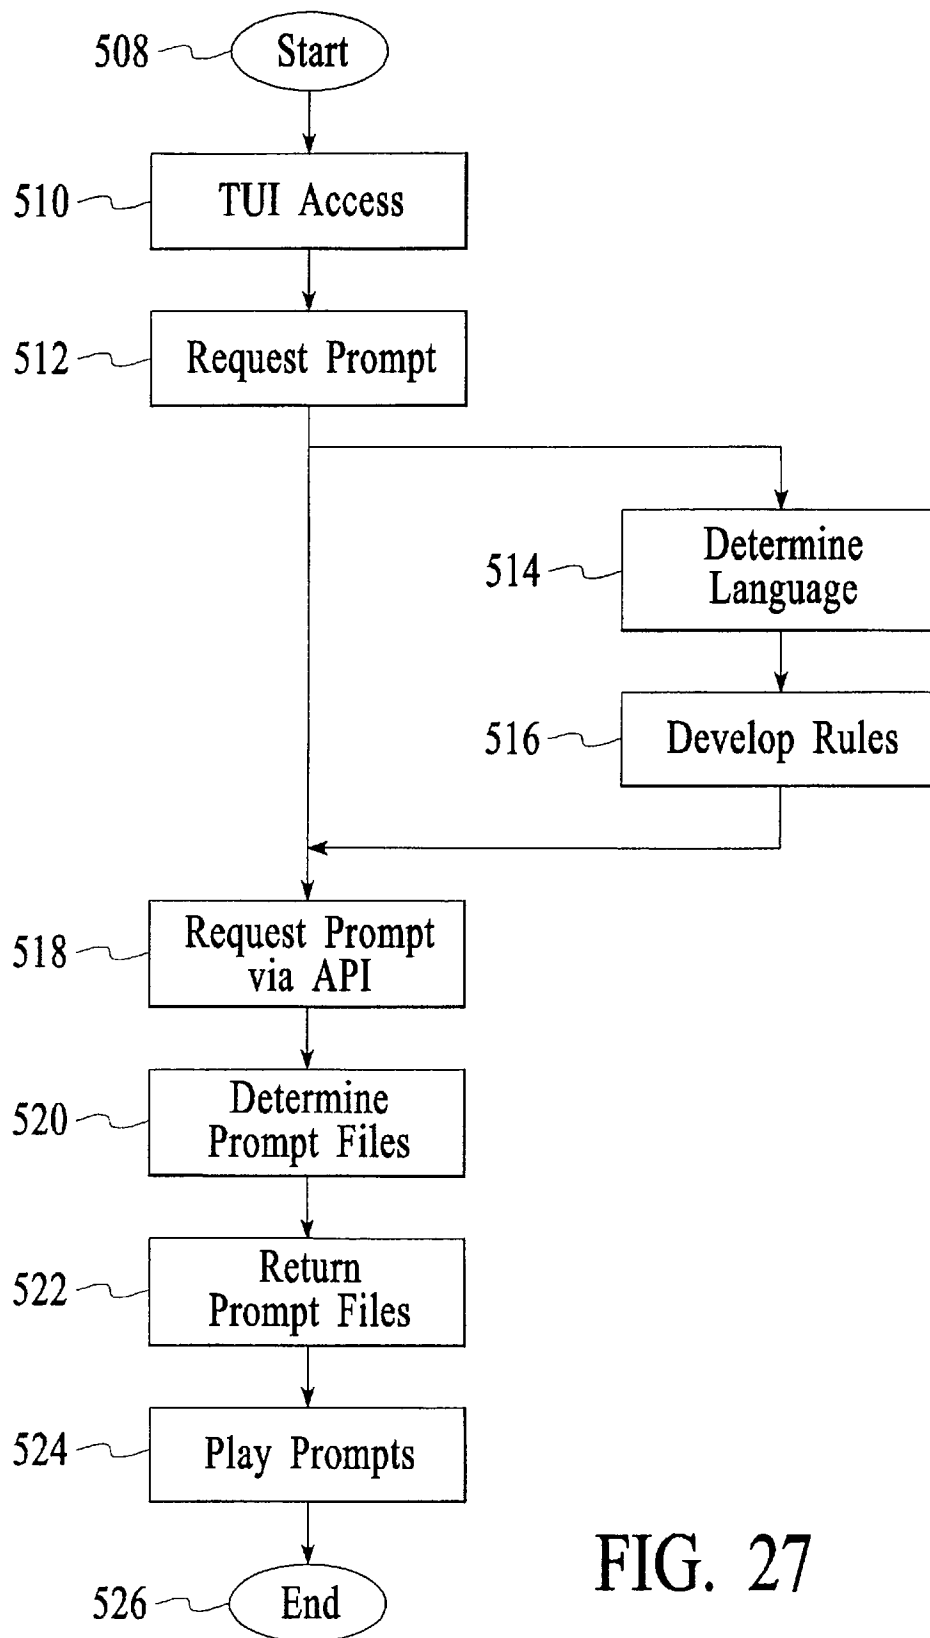 508 Start
510 TUI Access
512 Request Prompt
Determine
514 Language
516 Develop Rules
Request Prompt
518 via API
Determine
520 Prompt Files
Return
522 Prompt Files
524 Play Prompts
526 End
FIG. 27